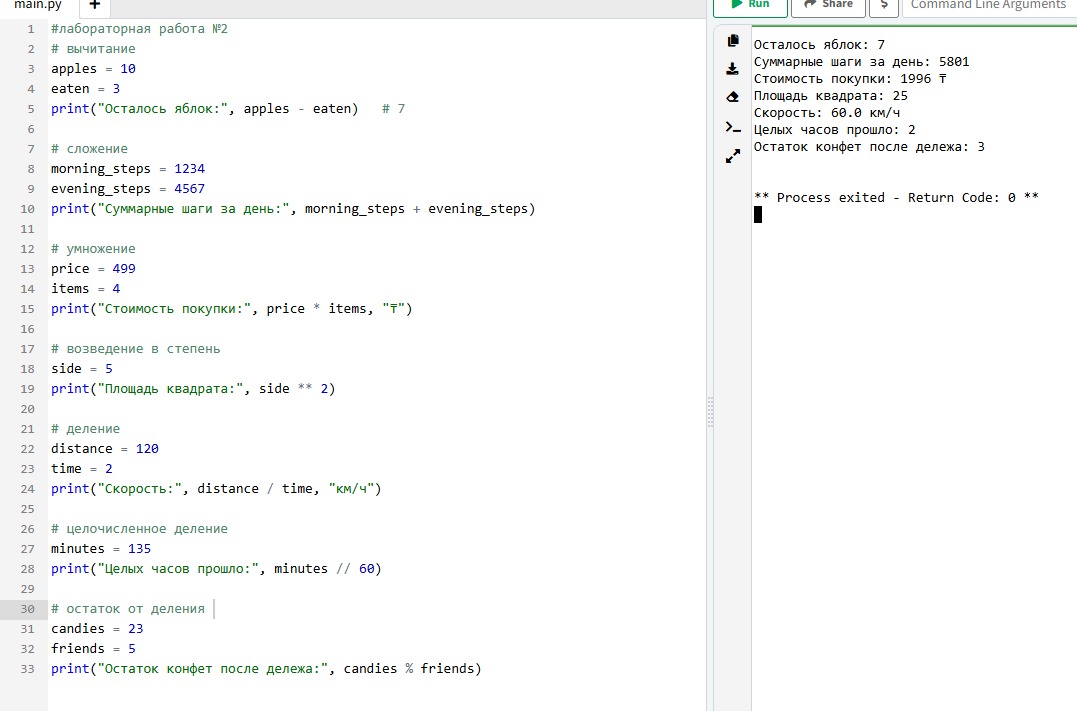 main.py +
Run Share $ Command Line Arguments
1 #лабораторная работа №2
2 # вычитание
3 apples = 10
4 eaten = 3
5 print("Осталось яблок:", apples - eaten)   # 7
6
7 # сложение
8 morning_steps = 1234
9 evening_steps = 4567
10 print("Суммарные шаги за день:", morning_steps + evening_steps)
11
12 # умножение
13 price = 499
14 items = 4
15 print("Стоимость покупки:", price * items, "₸")
16
17 # возведение в степень
18 side = 5
19 print("Площадь квадрата:", side ** 2)
20
21 # деление
22 distance = 120
23 time = 2
24 print("Скорость:", distance / time, "км/ч")
25
26 # целочисленное деление
27 minutes = 135
28 print("Целых часов прошло:", minutes // 60)
29
30 # остаток от деления
31 candies = 23
32 friends = 5
33 print("Остаток конфет после дележа:", candies % friends)
Осталось яблок: 7
Суммарные шаги за день: 5801
Стоимость покупки: 1996 ₸
Площадь квадрата: 25
Скорость: 60.0 км/ч
Целых часов прошло: 2
Остаток конфет после дележа: 3
** Process exited - Return Code: 0 **